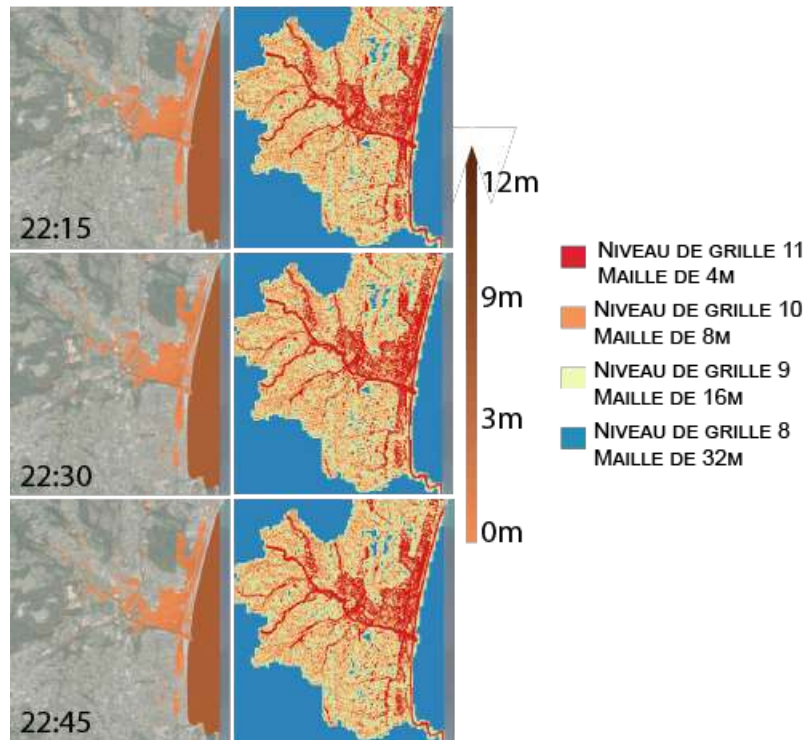 22:15
22:30
22:45
12m
9m
3m
0m
NIVEAU DE GRILLE 11
MAILLE DE 4M
NIVEAU DE GRILLE 10
MAILLE DE 8M
NIVEAU DE GRILLE 9
MAILLE DE 16M
NIVEAU DE GRILLE 8
MAILLE DE 32M